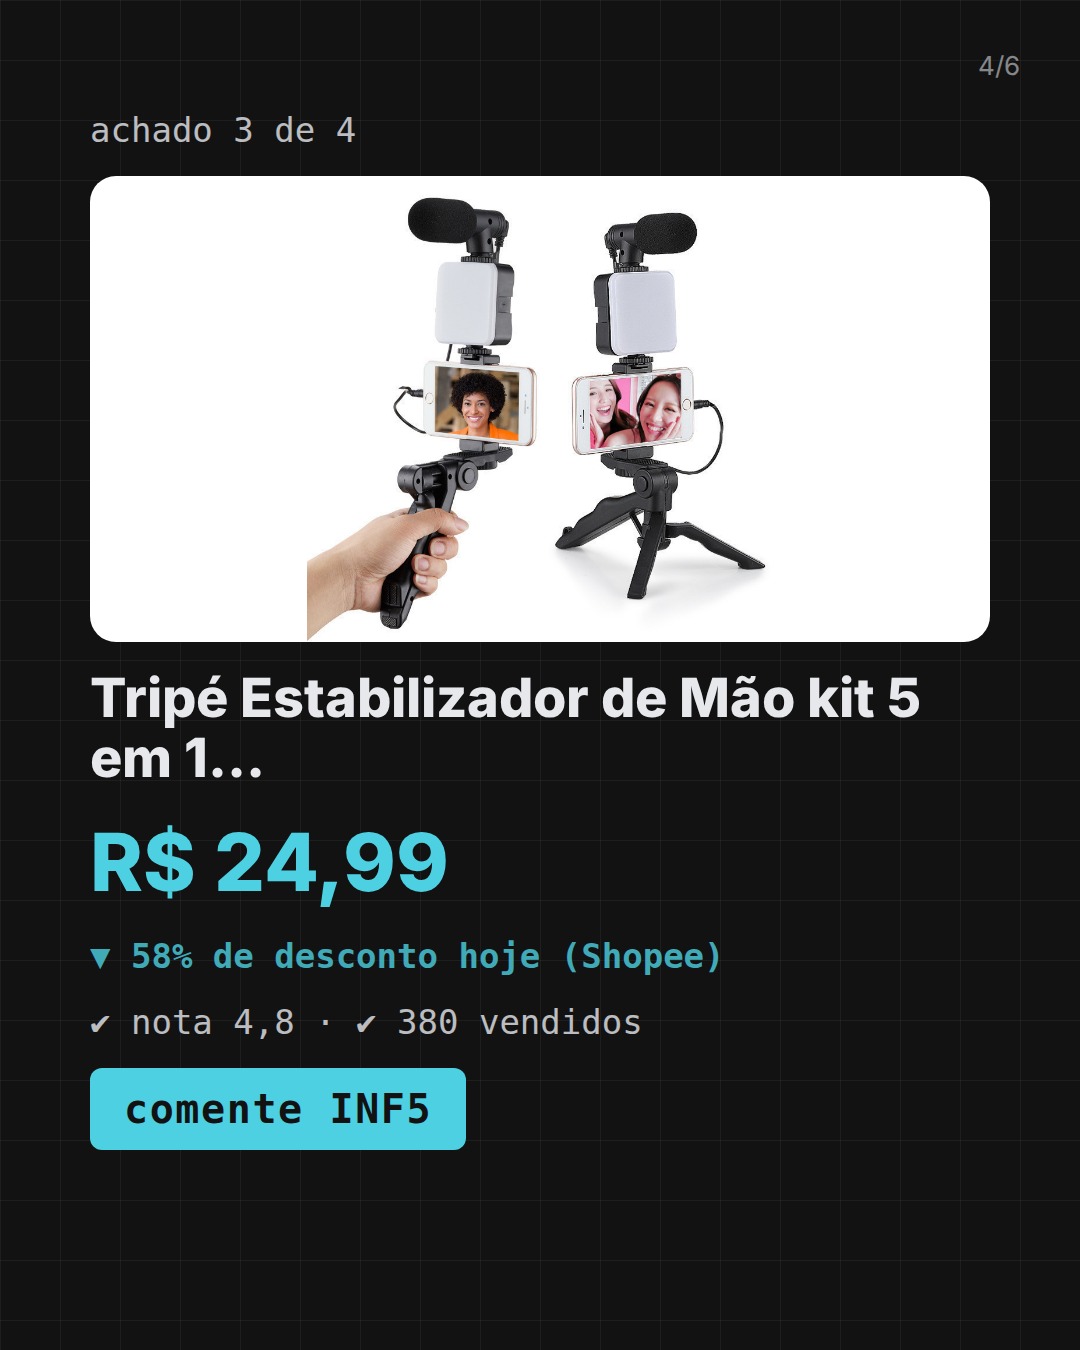 4/6
achado 3 de 4
Tripé Estabilizador de Mão kit 5
em 1...
R$ 24,99
▼ 58% de desconto hoje (Shopee)
✔ nota 4,8 · ✔ 380 vendidos
comente INF5